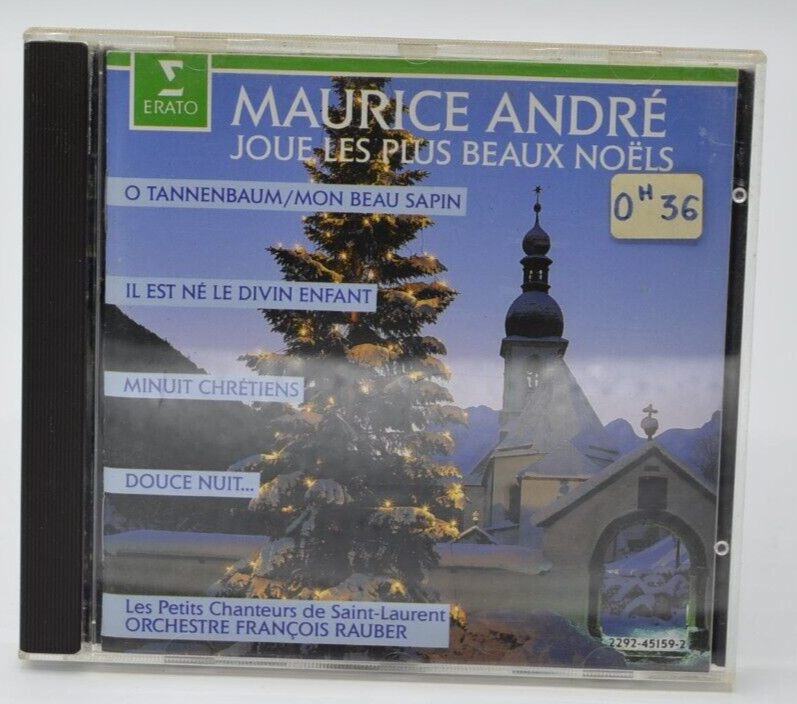 Σ
ERATO
MAURICE ANDRÉ
JOUE LES PLUS BEAUX NOËLS
O TANNENBAUM/MON BEAU SAPIN
0H 36
IL EST NÉ LE DIVIN ENFANT
MINUIT CHRÉTIENS
DOUCE NUIT...
Les Petits Chanteurs de Saint-Laurent
ORCHESTRE FRANÇOIS RAUBER
2292-45159-2